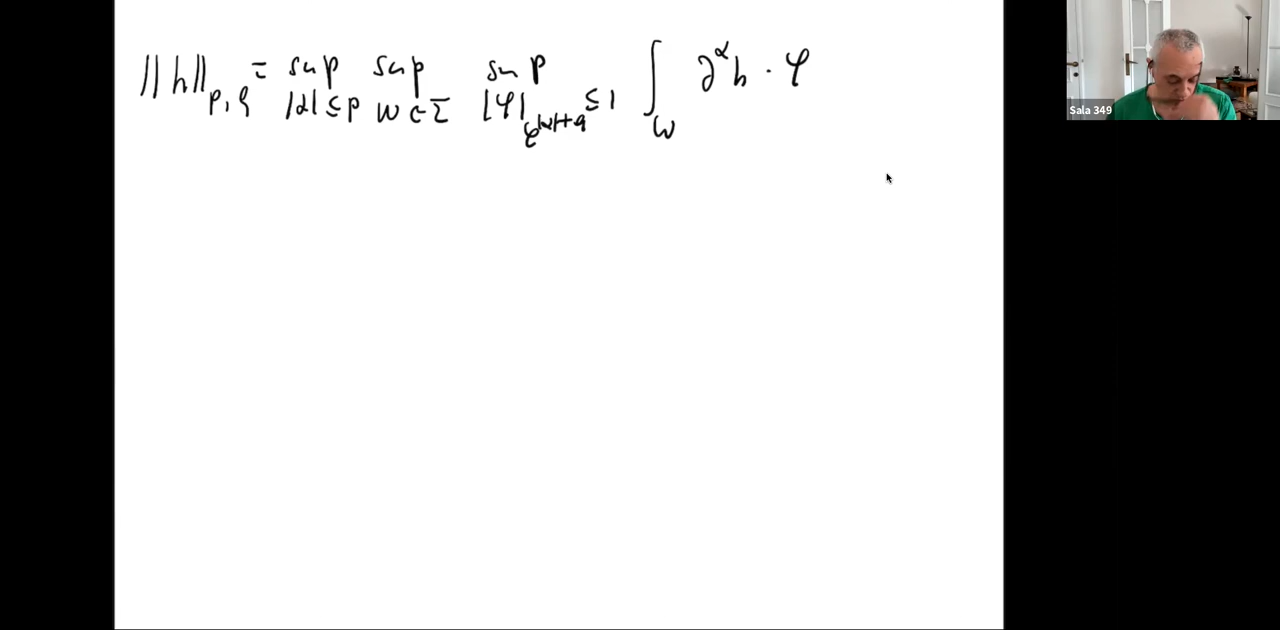 ‖h‖_{p,q} = sup_{|α|≤p} sup_{W∈Σ} sup_{|φ|_{C^{|α|+q}}≤1} ∫_W ∂^α h · φ
Sala 349